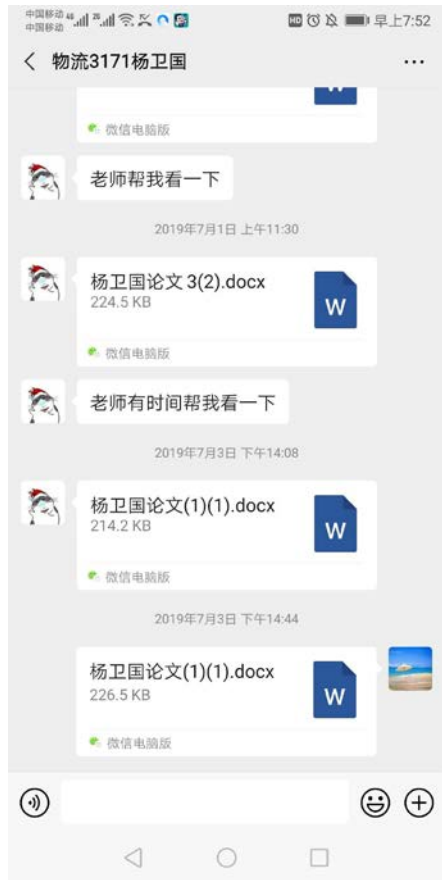 中国移动
中国移动
HD 早上7:52
物流3171杨卫国
微信电脑版
老师帮我看一下
2019年7月1日 上午11:30
杨卫国论文 3(2).docx
224.5 KB
W
微信电脑版
老师有时间帮我看一下
2019年7月3日 下午14:08
杨卫国论文(1)(1).docx
214.2 KB
W
微信电脑版
2019年7月3日 下午14:44
杨卫国论文(1)(1).docx
226.5 KB
W
微信电脑版